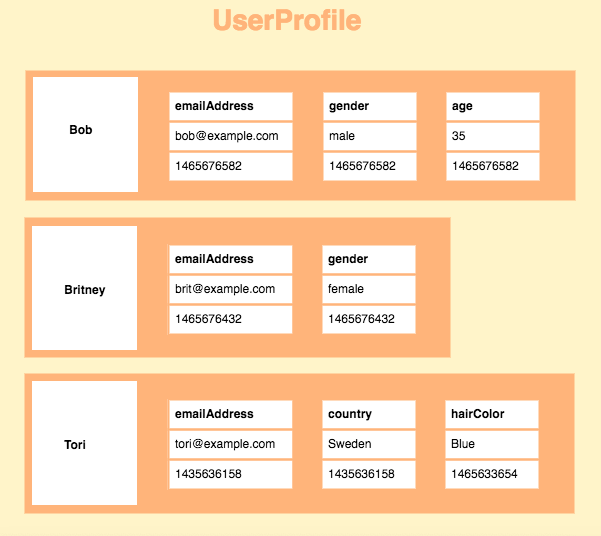 UserProfile
Bob
emailAddress gender age
bob@example.com male 35
1465676582 1465676582 1465676582
Britney
emailAddress gender
brit@example.com female
1465676432 1465676432
Tori
emailAddress country hairColor
tori@example.com Sweden Blue
1435636158 1435636158 1465633654